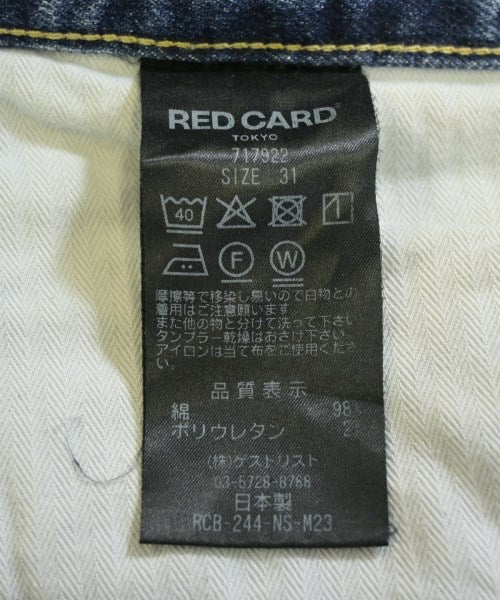 RED CARD®
TOKYO
717922
SIZE 31
40
F W
摩擦等で移染し易いので白物との
着用はご注意願います
また他の物と分けて洗って下さい
タンブラー乾燥はおさけ下さい
アイロンは当て布をご使用くださ
い。
品質表示
綿 98
ポリウレタン 2
(株)ゲストリスト
03-5728-8788
日本製
RCB-244-NS-M23